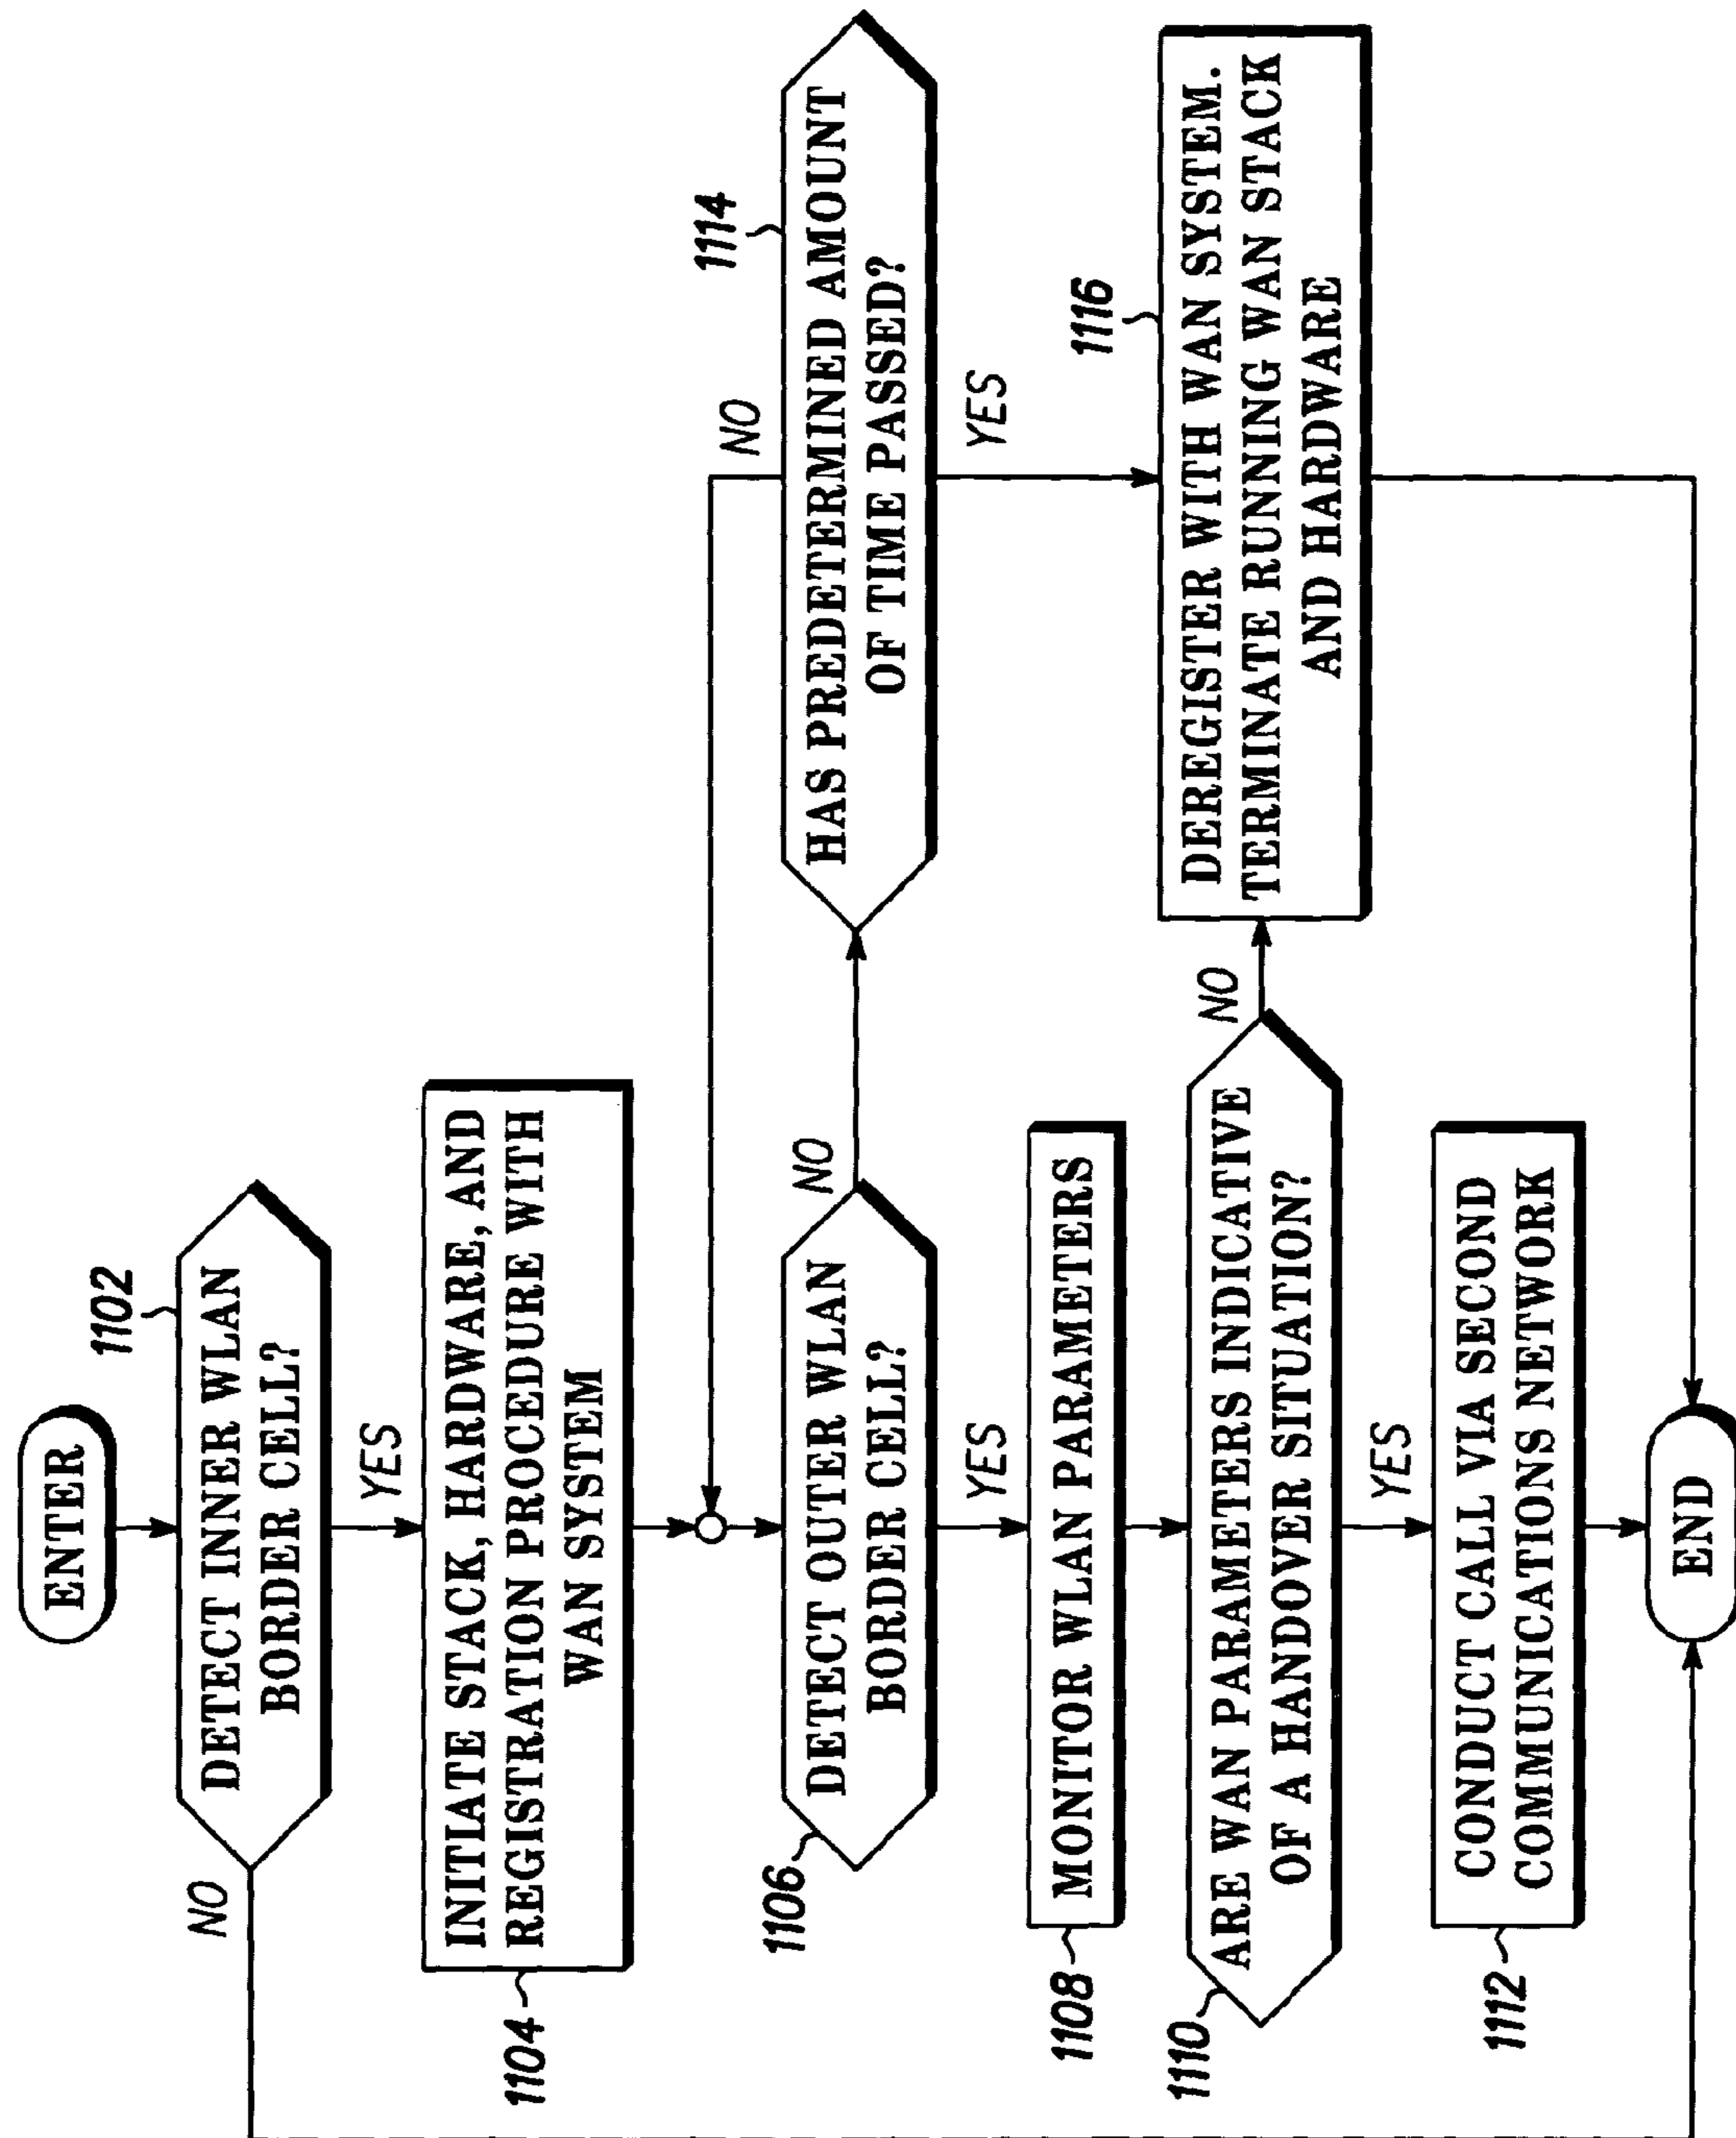 ENTER
1102
DETECT INNER WLAN
BORDER CELL?
NO
YES
1104
INITIATE STACK, HARDWARE, AND
REGISTRATION PROCEDURE WITH
WAN SYSTEM
1106
DETECT OUTER WLAN
BORDER CELL?
NO
YES
1114
HAS PREDETERMINED AMOUNT
OF TIME PASSED?
NO
YES
1108
MONITOR WLAN PARAMETERS
1110
ARE WAN PARAMETERS INDICATIVE
OF A HANDOVER SITUATION?
NO
YES
1116
DEREGISTER WITH WAN SYSTEM.
TERMINATE RUNNING WAN STACK
AND HARDWARE
1112
CONDUCT CALL VIA SECOND
COMMUNICATIONS NETWORK
END